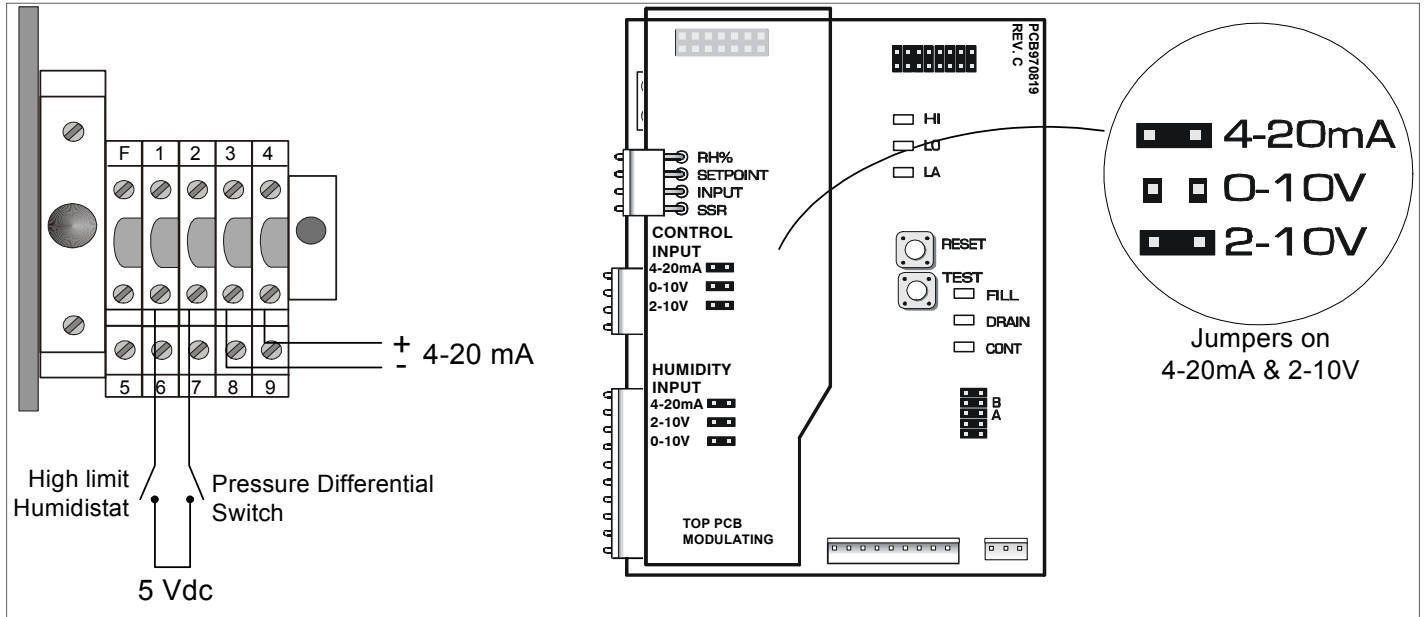 F 1 2 3 4
5 6 7 8 9
+
-
4-20 mA
High limit
Humidistat
Pressure Differential
Switch
5 Vdc
PCB970819
REV. C
HI
LO
LA
RH%
SETPOINT
INPUT
SSR
CONTROL
INPUT
4-20mA
0-10V
2-10V
RESET
TEST
FILL
DRAIN
CONT
HUMIDITY
INPUT
4-20mA
2-10V
0-10V
B
A
TOP PCB
MODULATING
4-20mA
0-10V
2-10V
Jumpers on
4-20mA & 2-10V